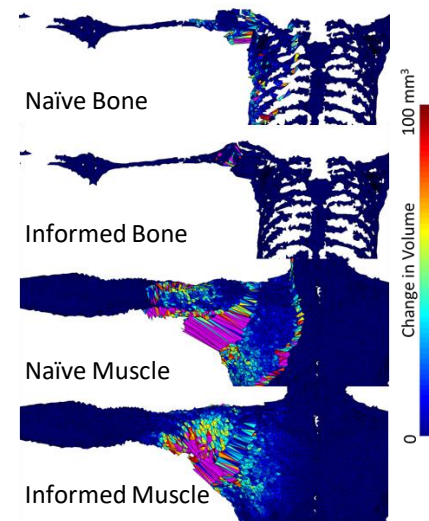 Naïve Bone
Informed Bone
Naïve Muscle
Informed Muscle
100 mm³
Change in Volume
0